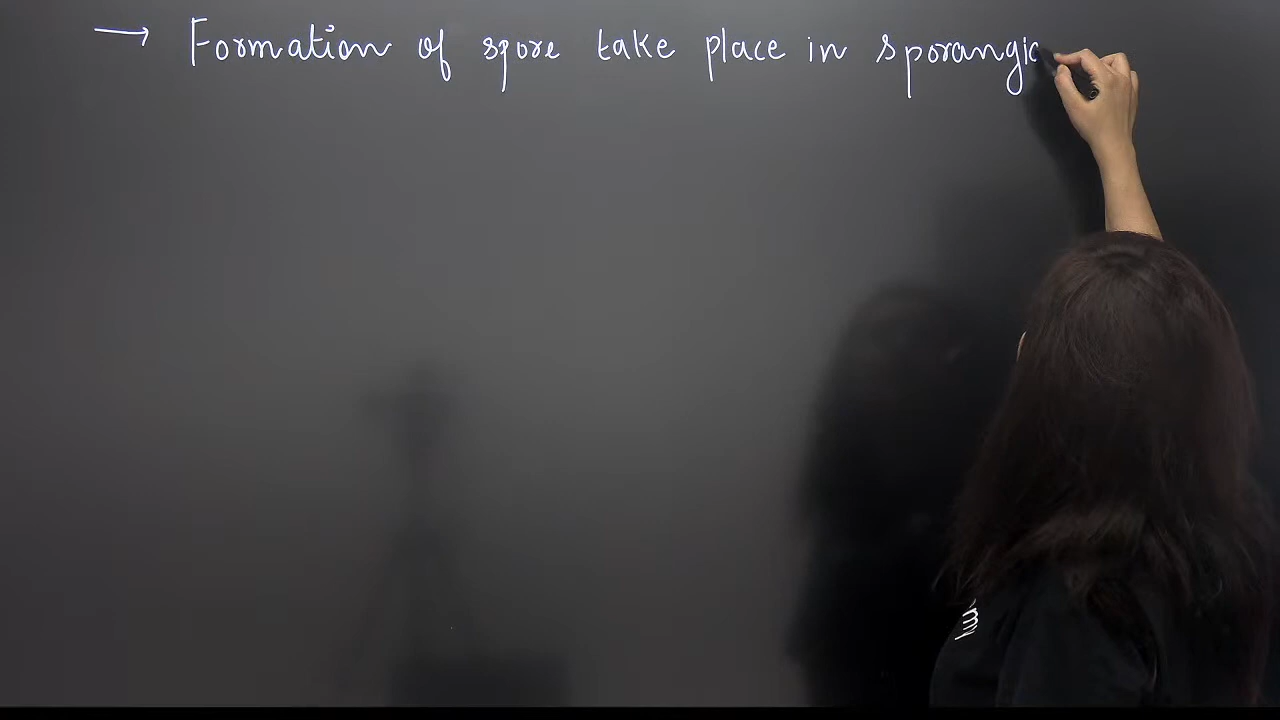 → Formation of spore take place in sporangia